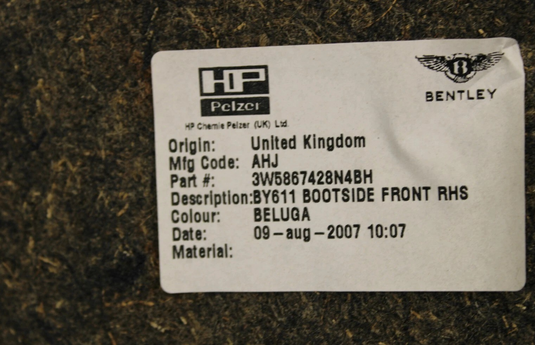 HP
Pelzer
BENTLEY
HP Chemie Pelzer (UK) Ltd.
Origin: United Kingdom
Mfg Code: AHJ
Part #: 3W5867428N4BH
Description:BY611 BOOTSIDE FRONT RHS
Colour: BELUGA
Date: 09-aug-2007 10:07
Material: